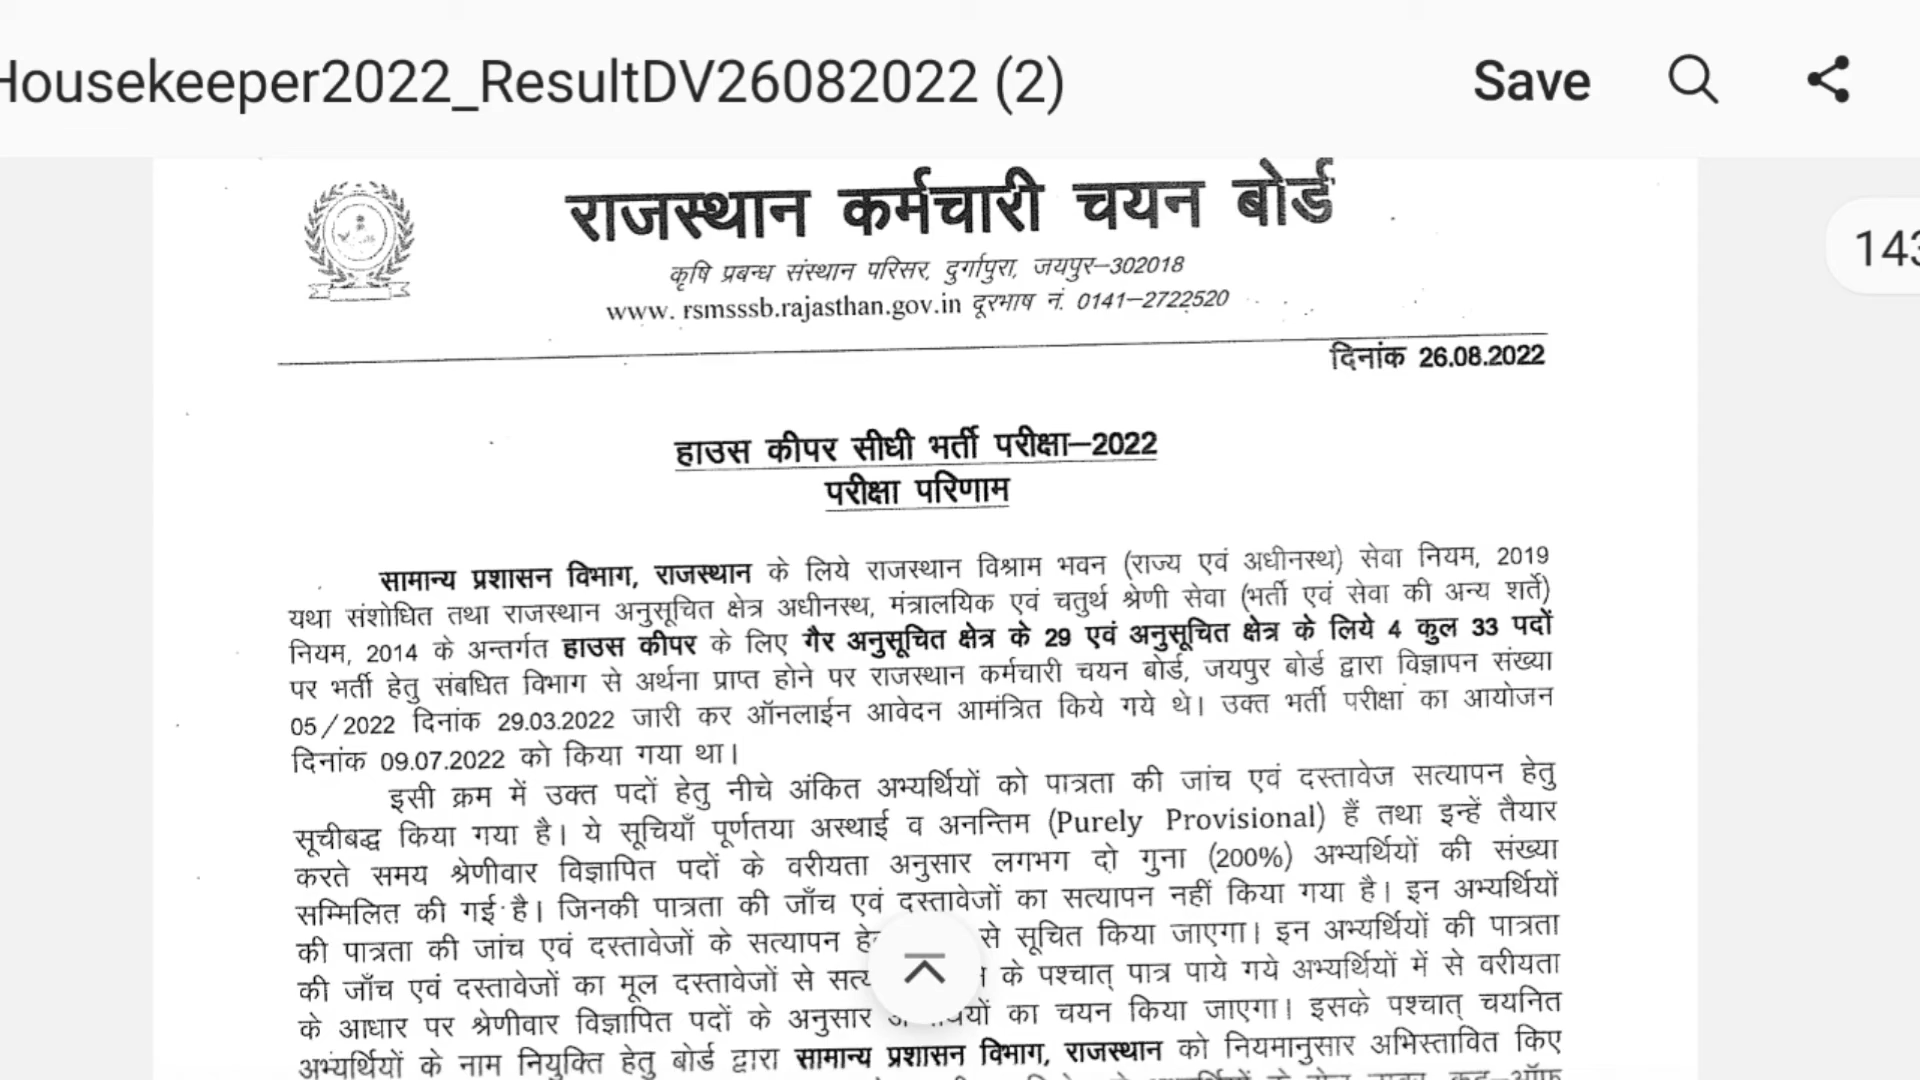 Housekeeper2022_ResultDV26082022 (2)
Save
143
राजस्थान कर्मचारी चयन बोर्ड
कृषि प्रबन्ध संस्थान परिसर, दुर्गापुरा, जयपुर–302018
www. rsmsssb.rajasthan.gov.in दूरभाष नं. 0141–2722520
दिनांक 26.08.2022
हाउस कीपर सीधी भर्ती परीक्षा–2022
परीक्षा परिणाम
सामान्य प्रशासन विभाग, राजस्थान के लिये राजस्थान विश्राम भवन (राज्य एवं अधीनस्थ) सेवा नियम, 2019
यथा संशोधित तथा राजस्थान अनुसूचित क्षेत्र अधीनस्थ, मंत्रालयिक एवं चतुर्थ श्रेणी सेवा (भर्ती एवं सेवा की अन्य शर्ते)
नियम, 2014 के अन्तर्गत हाउस कीपर के लिए गैर अनुसूचित क्षेत्र के 29 एवं अनुसूचित क्षेत्र के लिये 4 कुल 33 पदों
पर भर्ती हेतु संबधित विभाग से अर्थना प्राप्त होने पर राजस्थान कर्मचारी चयन बोर्ड, जयपुर बोर्ड द्वारा विज्ञापन संख्या
05/2022 दिनांक 29.03.2022 जारी कर ऑनलाईन आवेदन आमंत्रित किये गये थे। उक्त भर्ती परीक्षा का आयोजन
दिनांक 09.07.2022 को किया गया था।
इसी क्रम में उक्त पदों हेतु नीचे अंकित अभ्यर्थियों को पात्रता की जांच एवं दस्तावेज सत्यापन हेतु
सूचीबद्ध किया गया है। ये सूचियाँ पूर्णतया अस्थाई व अनन्तिम (Purely Provisional) हैं तथा इन्हें तैयार
करते समय श्रेणीवार विज्ञापित पदों के वरीयता अनुसार लगभग दो गुना (200%) अभ्यर्थियों की संख्या
सम्मिलित की गई है। जिनकी पात्रता की जाँच एवं दस्तावेजों का सत्यापन नहीं किया गया है। इन अभ्यर्थियों
की पात्रता की जांच एवं दस्तावेजों के सत्यापन से सूचित किया जाएगा। इन अभ्यर्थियों की पात्रता
की जाँच एवं दस्तावेजों का मूल दस्तावेजों से के पश्चात् पात्र पाये गये अभ्यर्थियों में से वरीयता
के आधार पर श्रेणीवार विज्ञापित पदों के अनुसार का चयन किया जाएगा। इसके पश्चात् चयनित
अभ्यर्थियों के नाम नियुक्ति हेतु बोर्ड द्वारा सामान्य प्रशासन विभाग, राजस्थान को नियमानुसार अभिस्तावित किए